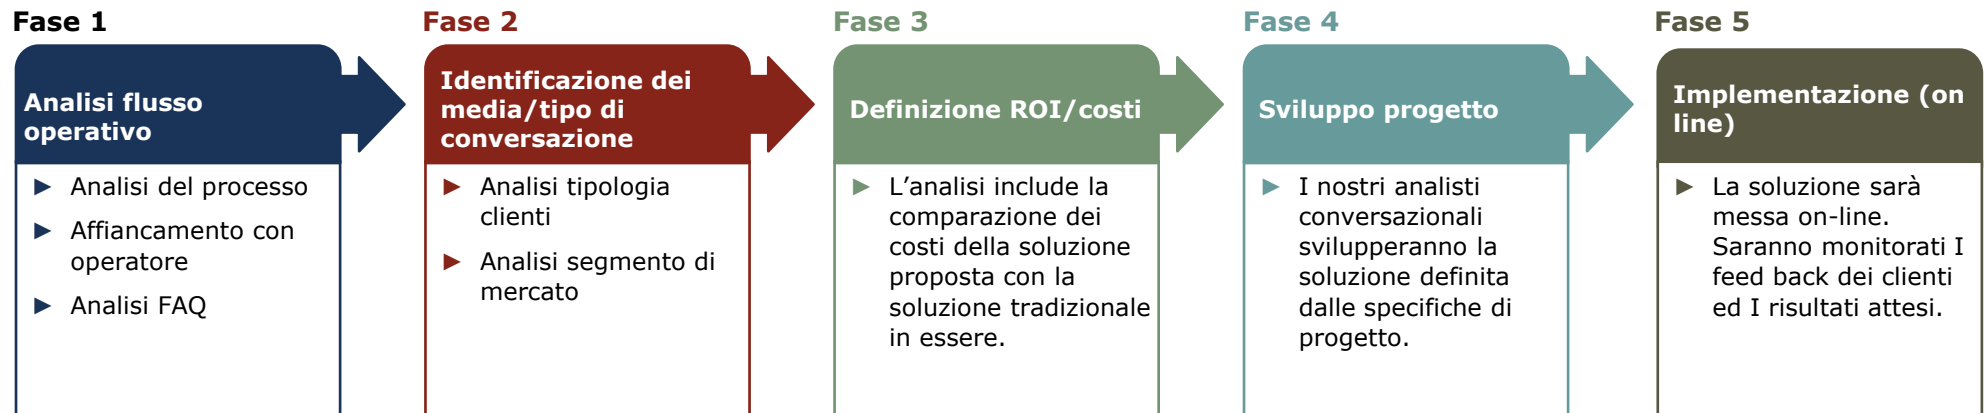 Fase 1
Analisi flusso
operativo
► Analisi del processo
► Affiancamento con
operatore
► Analisi FAQ
Fase 2
Identificazione dei
media/tipo di
conversazione
► Analisi tipologia
clienti
► Analisi segmento di
mercato
Fase 3
Definizione ROI/costi
► L’analisi include la
comparazione dei
costi della soluzione
proposta con la
soluzione tradizionale
in essere.
Fase 4
Sviluppo progetto
► I nostri analisti
conversazionali
svilupperanno la
soluzione definita
dalle specifiche di
progetto.
Fase 5
Implementazione (on
line)
► La soluzione sarà
messa on-line.
Saranno monitorati I
feed back dei clienti
ed I risultati attesi.